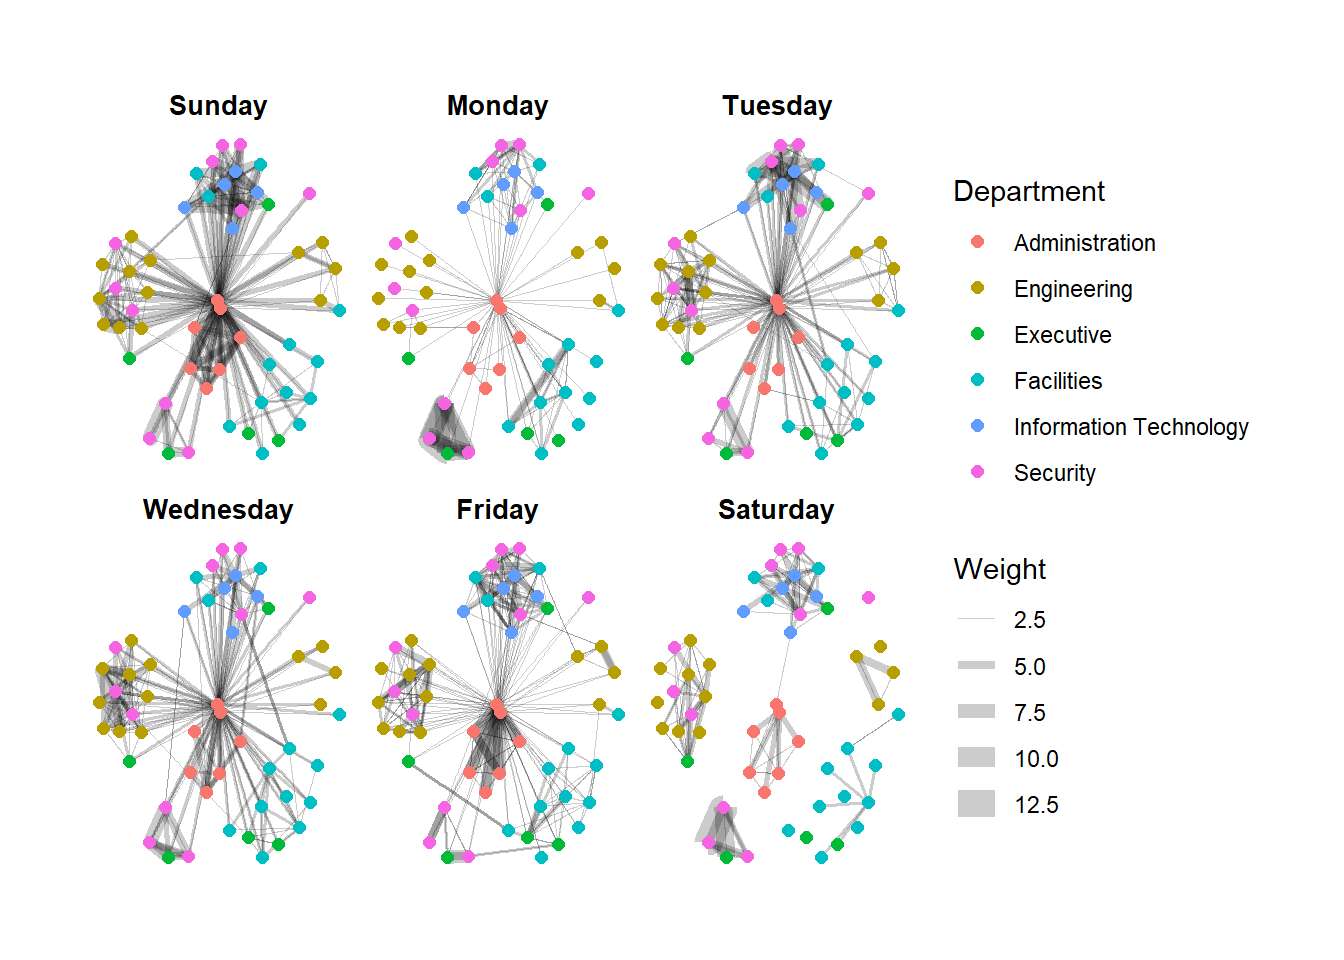 Sunday
Monday
Tuesday
Wednesday
Friday
Saturday
Department
Administration
Engineering
Executive
Facilities
Information Technology
Security
Weight
2.5
5.0
7.5
10.0
12.5